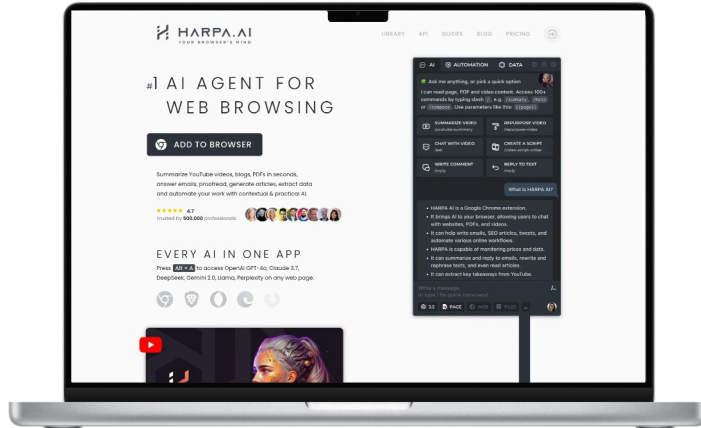 HARPA.AI
YOUR BROWSER'S MIND
LIBRARY API GUIDES BLOG PRICING
#1 AI AGENT FOR
WEB BROWSING
ADD TO BROWSER
Summarize YouTube videos, blogs, PDFs in seconds,
answer emails, proofread, generate articles, extract data
and automate your work with contextual & practical AI.
4.7
trusted by 500,000 professionals
EVERY AI IN ONE APP
Press Alt + A to access OpenAI GPT-4o, Claude 3.7,
DeepSeek, Gemini 2.0, Llama, Perplexity on any web page.
AI AUTOMATION DATA
Ask me anything, or pick a quick option
I can read page, PDF and video content. Access 100+
commands by typing slash /, e.g. /summary, /help
or /compose. Use parameters like this: {{page}}
SUMMARIZE VIDEO
/youtube-summary
REPURPOSE VIDEO
/repurpose-video
CHAT WITH VIDEO
/ask
CREATE A SCRIPT
/video-script-writer
WRITE COMMENT
/reply
REPLY TO TEXT
/reply
What is HARPA AI?
• HARPA AI is a Google Chrome extension.
• It brings AI to your browser, allowing users to chat
with websites, PDFs, and videos.
• It can help write emails, SEO articles, tweets, and
automate various online workflows.
• HARPA is capable of monitoring prices and data.
• It can summarize and reply to emails, rewrite and
rephrase texts, and even read articles.
• It can extract key takeaways from YouTube.
Write a message,
or type / for quick command
PAGE WEB